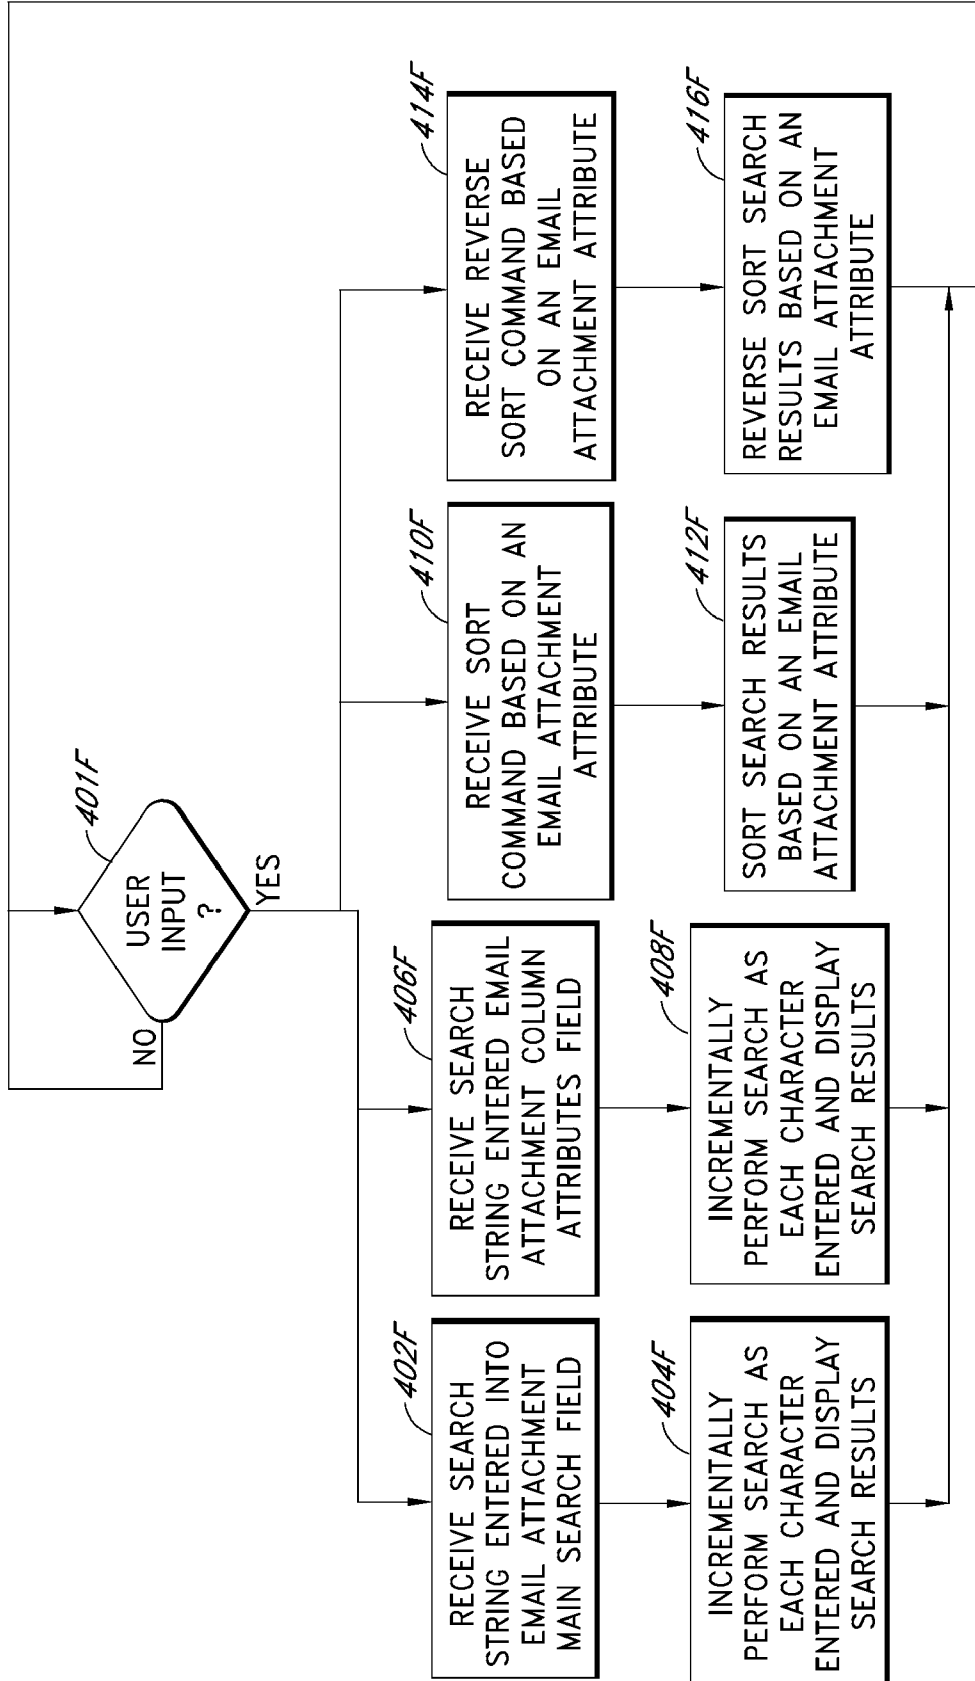 401F
USER
INPUT
?
NO
YES
402F
RECEIVE SEARCH
STRING ENTERED INTO
EMAIL ATTACHMENT
MAIN SEARCH FIELD
406F
RECEIVE SEARCH
STRING ENTERED EMAIL
ATTACHMENT COLUMN
ATTRIBUTES FIELD
410F
RECEIVE SORT
COMMAND BASED ON AN
EMAIL ATTACHMENT
ATTRIBUTE
414F
RECEIVE REVERSE
SORT COMMAND BASED
ON AN EMAIL
ATTACHMENT ATTRIBUTE
404F
INCREMENTALLY
PERFORM SEARCH AS
EACH CHARACTER
ENTERED AND DISPLAY
SEARCH RESULTS
408F
INCREMENTALLY
PERFORM SEARCH AS
EACH CHARACTER
ENTERED AND DISPLAY
SEARCH RESULTS
412F
SORT SEARCH RESULTS
BASED ON AN EMAIL
ATTACHMENT ATTRIBUTE
416F
REVERSE SORT SEARCH
RESULTS BASED ON AN
EMAIL ATTACHMENT
ATTRIBUTE